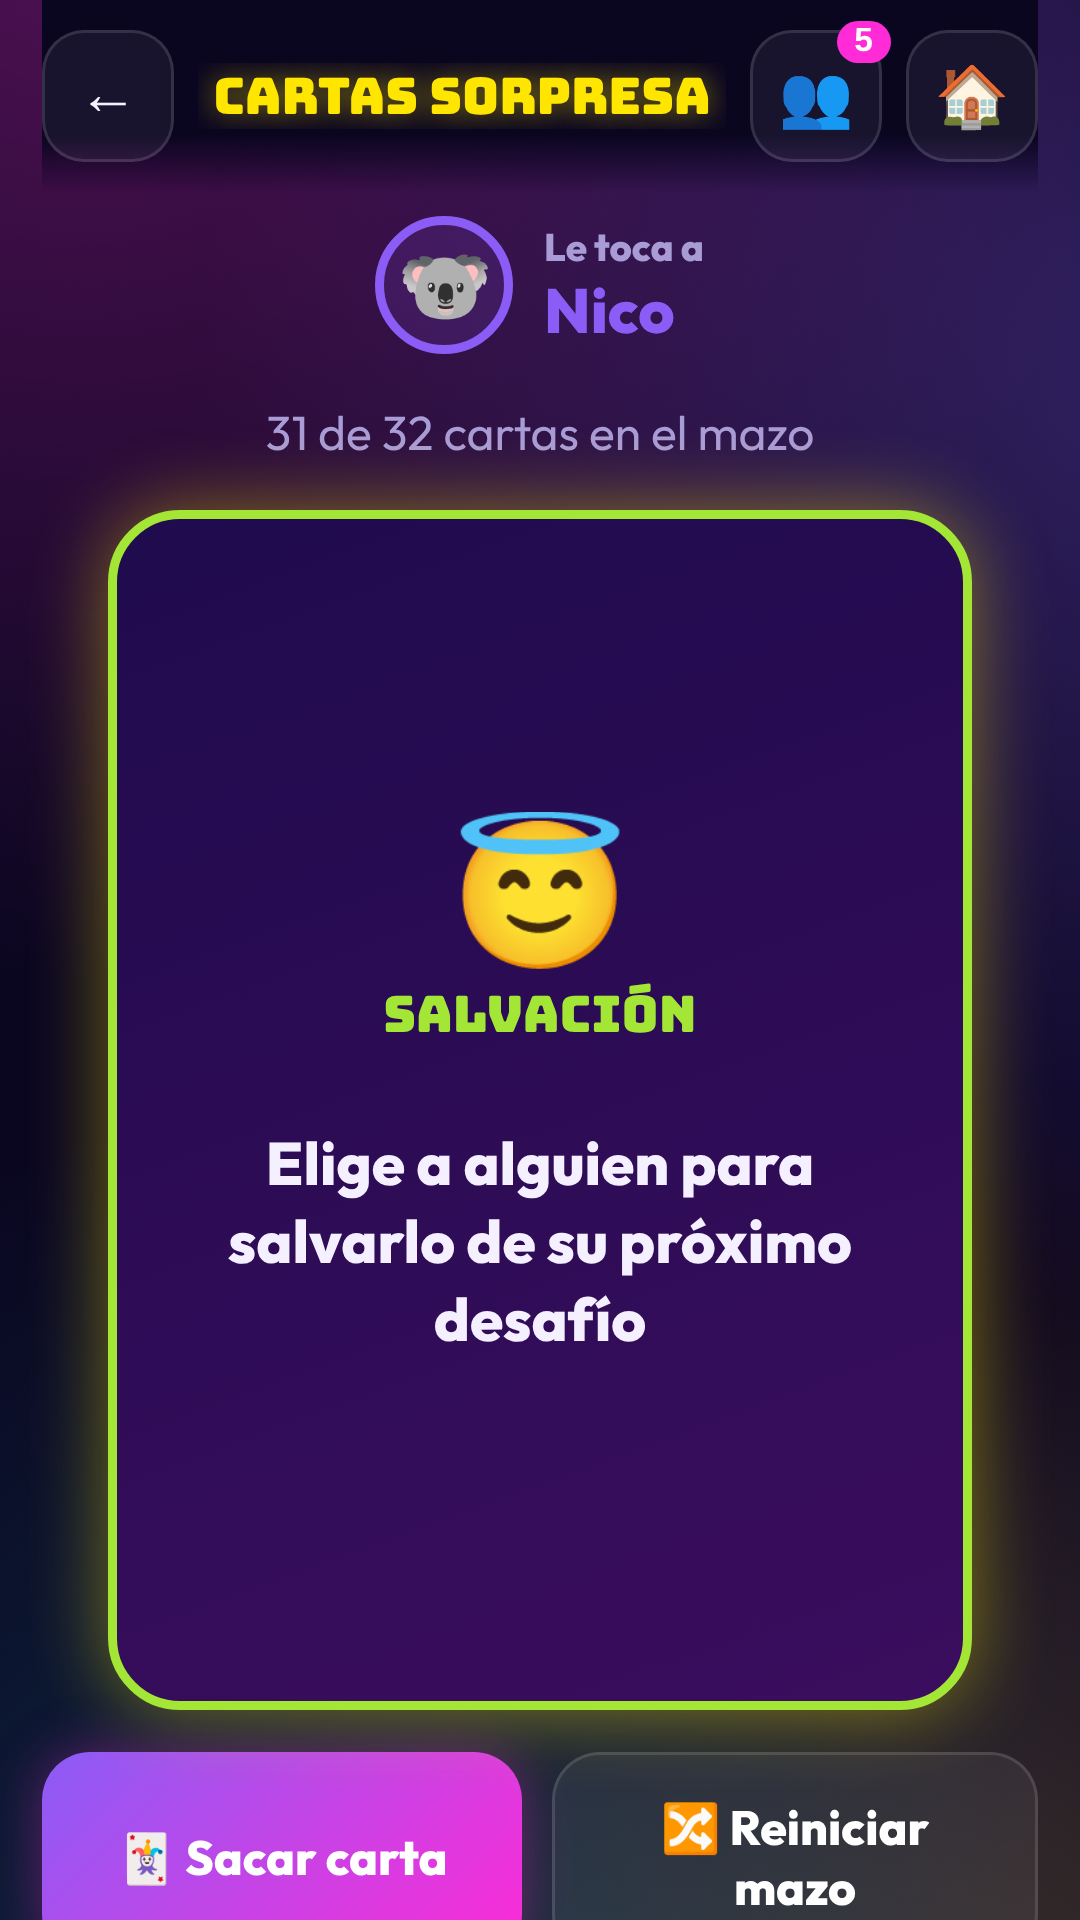 ←
CARTAS SORPRESA
5
Le toca a
Nico
31 de 32 cartas en el mazo
SALVACIÓN
Elige a alguien para
salvarlo de su próximo
desafío
Sacar carta
Reiniciar
mazo